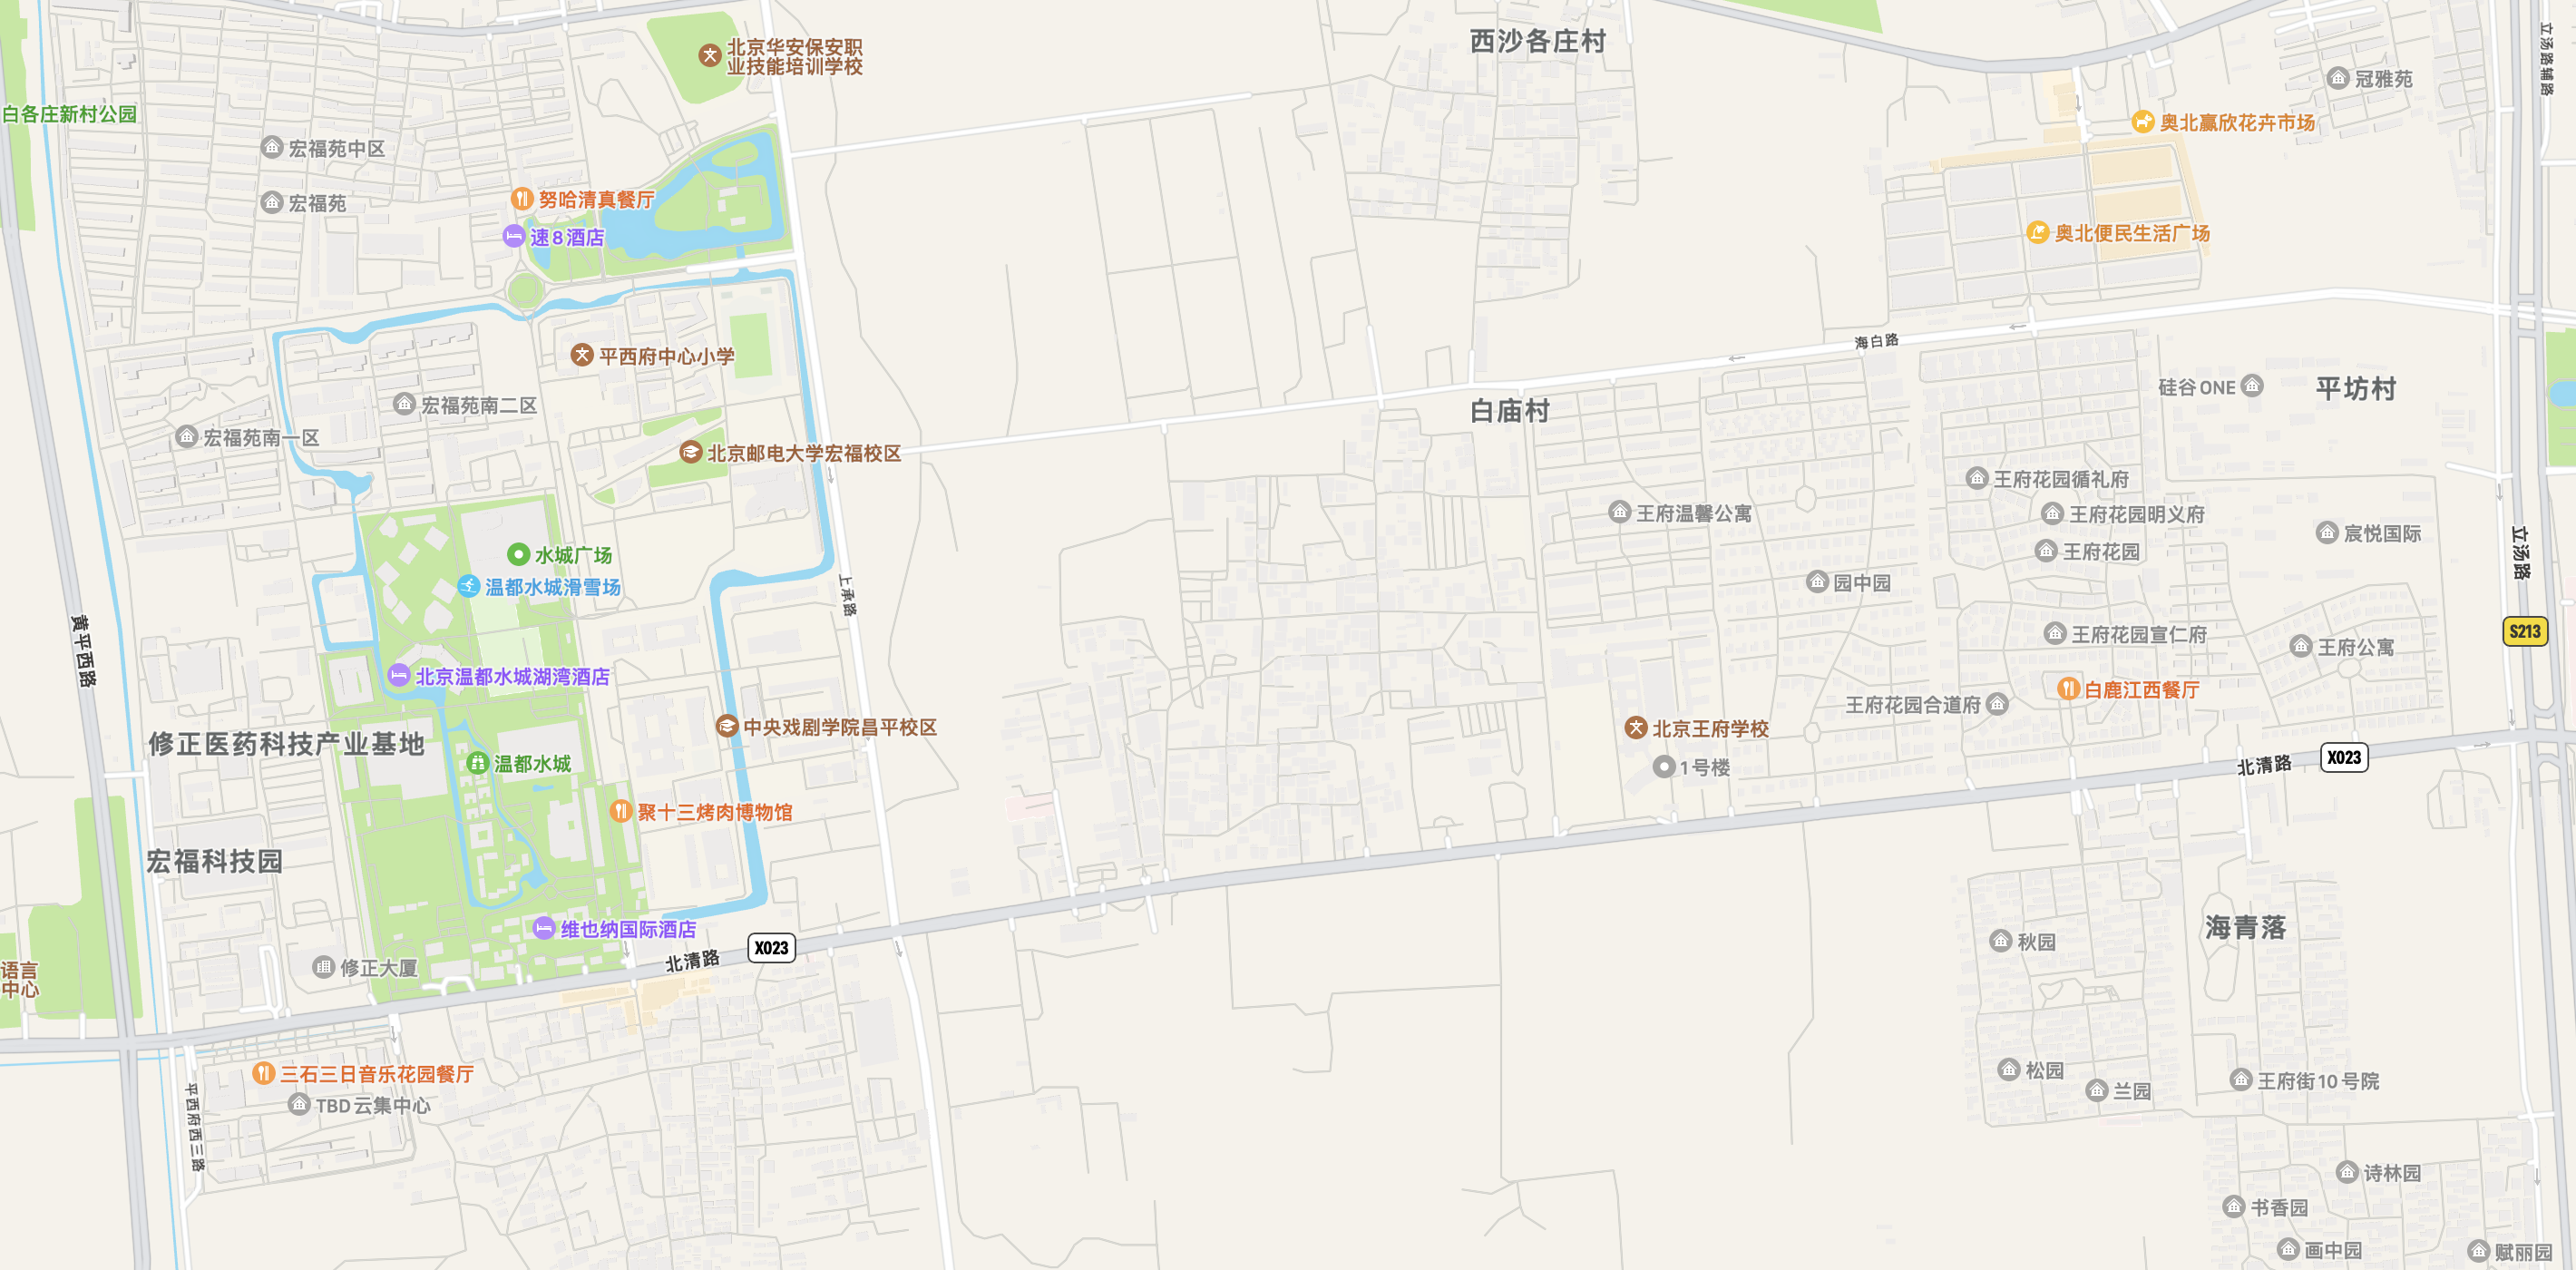 西沙各庄村
北京华安保安职
业技能培训学校
立汤路辅路
冠雅苑
白各庄新村公园
奥北赢欣花卉市场
宏福苑中区
宏福苑
努哈清真餐厅
速8酒店
奥北便民生活广场
海白路
平西府中心小学
硅谷ONE
平坊村
宏福苑南二区
白庙村
宏福苑南一区
北京邮电大学宏福校区
王府花园循礼府
王府温馨公寓
王府花园明义府
宸悦国际
水城广场
王府花园
立汤路
温都水城滑雪场
上承路
园中园
S213
王府花园宣仁府
王府公寓
黄平西路
北京温都水城湖湾酒店
白鹿江西餐厅
王府花园合道府
中央戏剧学院昌平校区
北京王府学校
修正医药科技产业基地
X023
温都水城
1号楼
北清路
聚十三烤肉博物馆
宏福科技园
维也纳国际酒店
海青落
秋园
X023
北清路
修正大厦
语言
中心
三石三日音乐花园餐厅
松园
王府街10号院
兰园
TBD云集中心
平西府西三路
诗林园
书香园
画中园
赋丽园